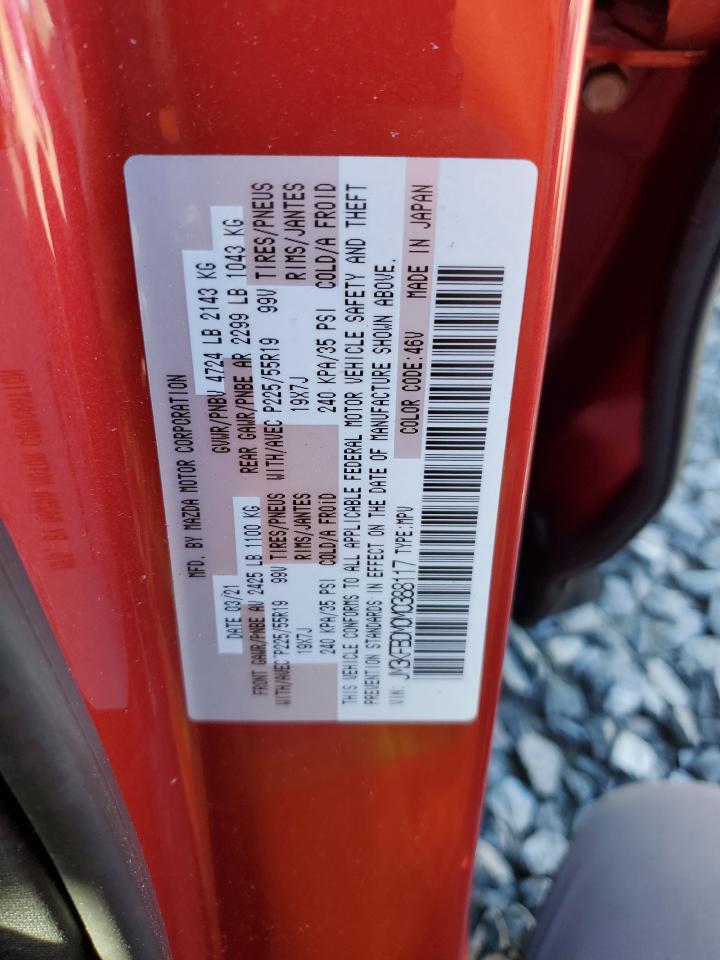 MFD. BY MAZDA MOTOR CORPORATION
DATE 03/21 GVWR/PNBV 4724 LB 2143 KG
FRONT GAWR/PNBE AV 2425 LB 1100 KG REAR GAWR/PNBE AR 2299 LB 1043 KG
WITH/AVEC P225/55R19 99V TIRES/PNEUS WITH/AVEC P225/55R19 99V TIRES/PNEUS
19X7J RIMS/JANTES 19X7J RIMS/JANTES
240 KPA/35 PSI COLD/A FROID 240 KPA/35 PSI COLD/A FROID
THIS VEHICLE CONFORMS TO ALL APPLICABLE FEDERAL MOTOR VEHICLE SAFETY AND THEFT
PREVENTION STANDARDS IN EFFECT ON THE DATE OF MANUFACTURE SHOWN ABOVE.
VIN: JM3KFBDM0M0388117 TYPE:MPV COLOR CODE:46V MADE IN JAPAN